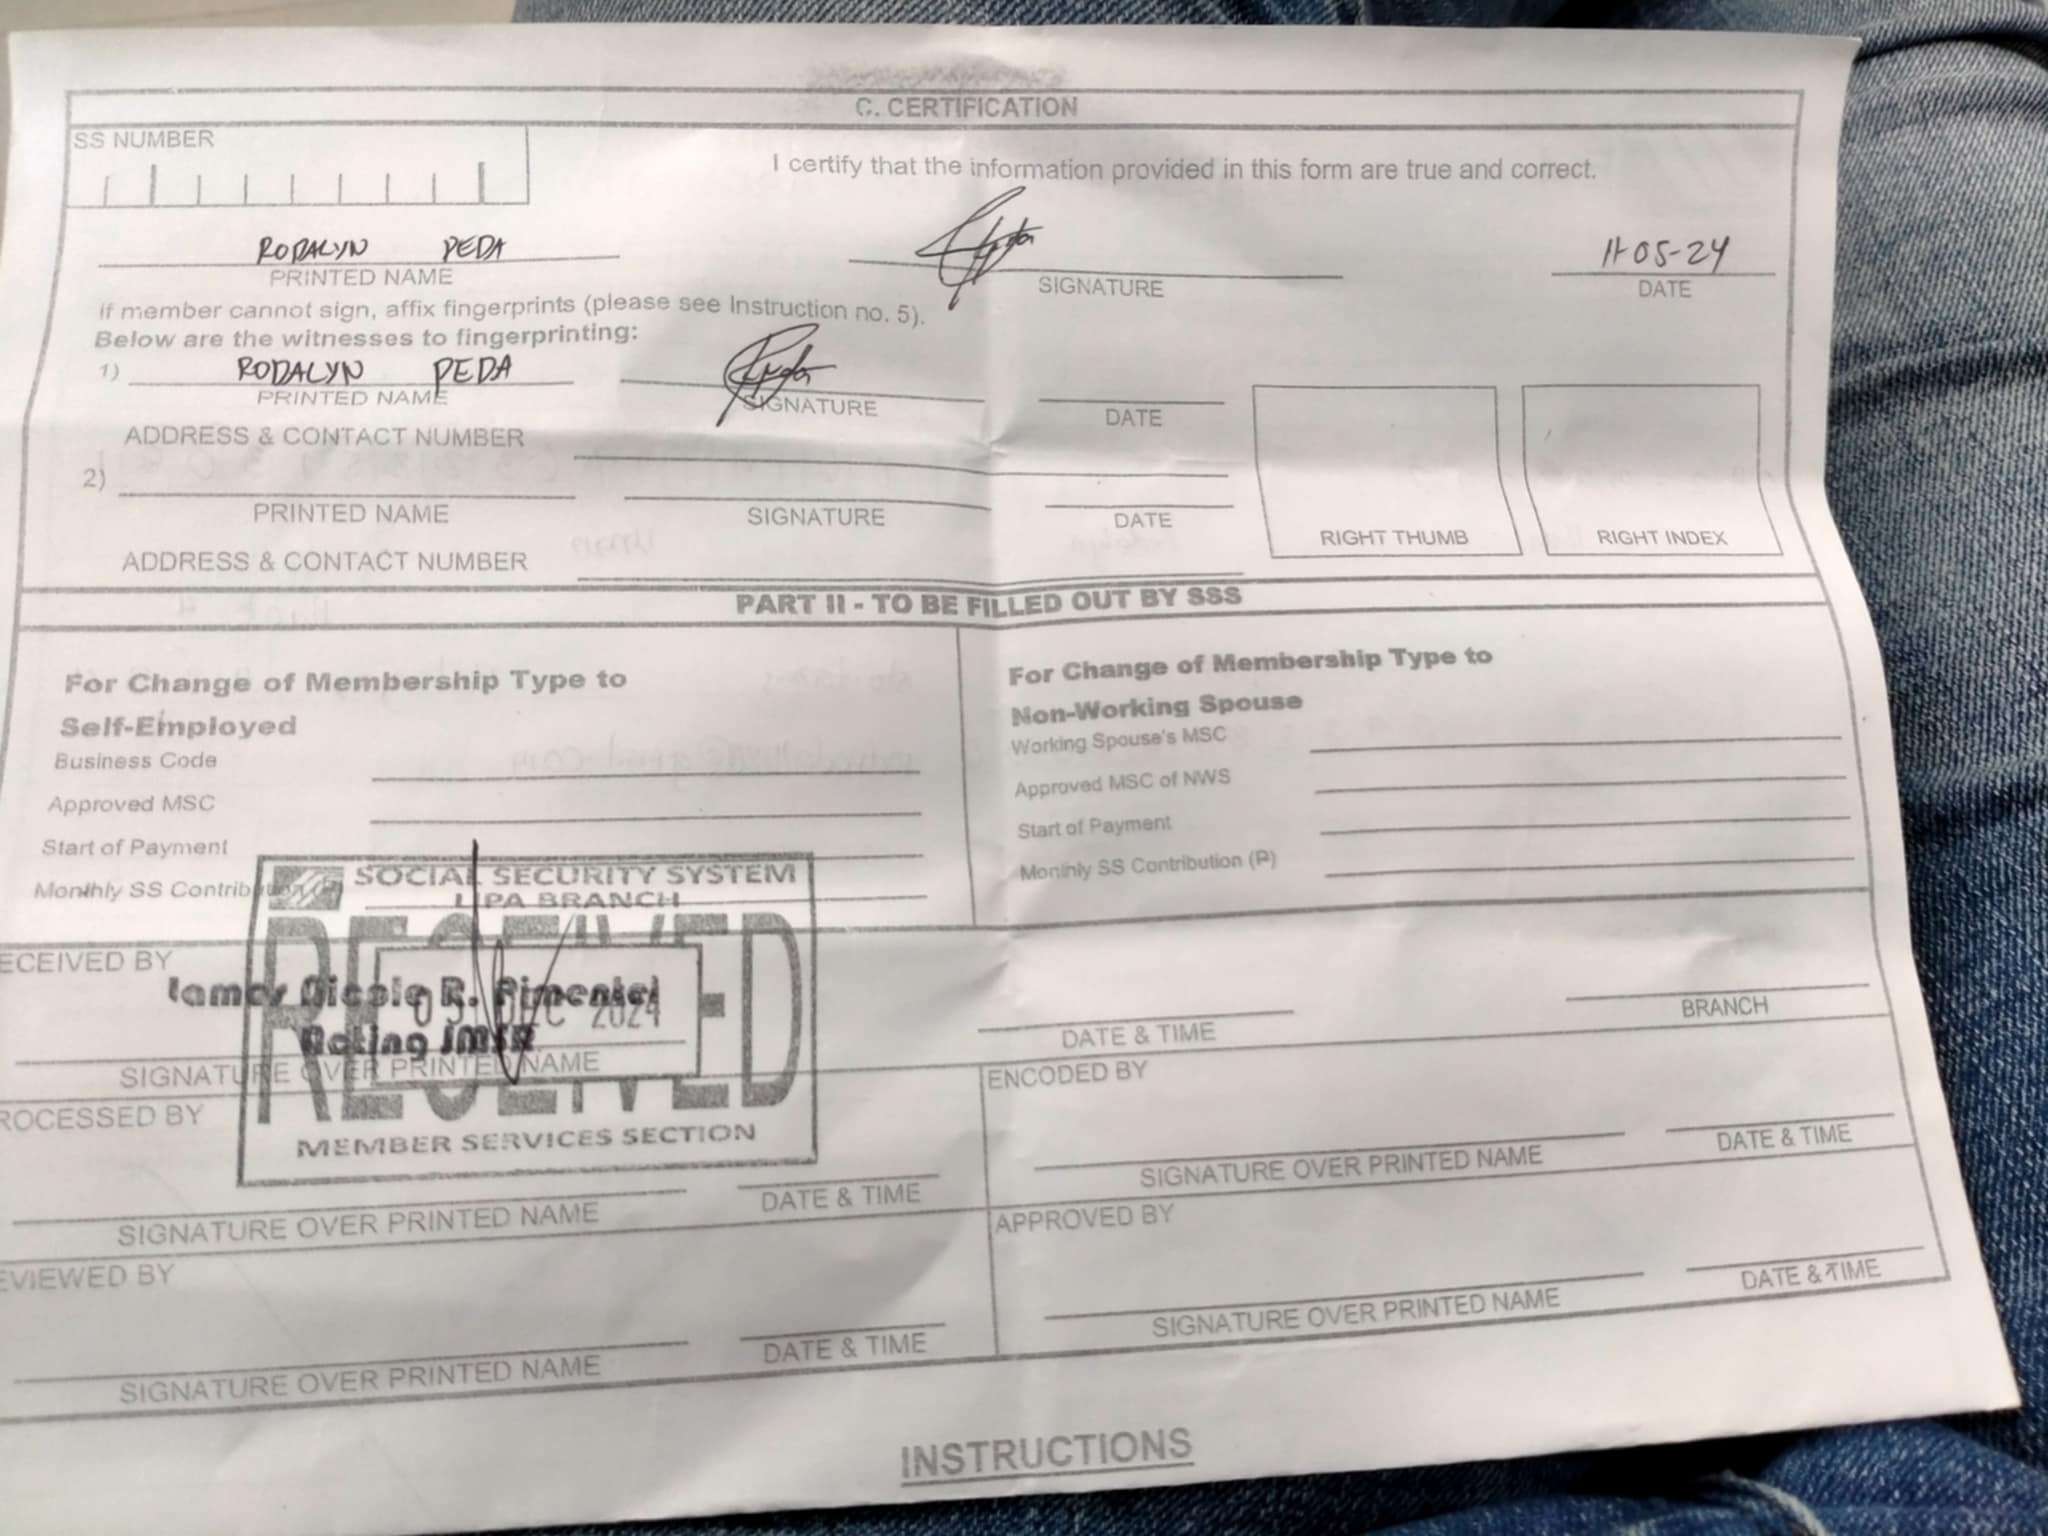 C. CERTIFICATION
SS NUMBER
I certify that the information provided in this form are true and correct.
RODALYN PEDA
11-05-24
PRINTED NAME
SIGNATURE
DATE
If member cannot sign, affix fingerprints (please see Instruction no. 5).
Below are the witnesses to fingerprinting:
1) RODALYN PEDA
PRINTED NAME
SIGNATURE
DATE
ADDRESS & CONTACT NUMBER
2)
PRINTED NAME
SIGNATURE
DATE
RIGHT THUMB
RIGHT INDEX
ADDRESS & CONTACT NUMBER
PART II - TO BE FILLED OUT BY SSS
For Change of Membership Type to
Self-Employed
Business Code
Approved MSC
Start of Payment
Monthly SS Contribution (P)
For Change of Membership Type to
Non-Working Spouse
Working Spouse's MSC
Approved MSC of NWS
Start of Payment
Monthly SS Contribution (P)
SOCIAL SECURITY SYSTEM
LIPA BRANCH
RECEIVED
05 DEC 2024
MEMBER SERVICES SECTION
ECEIVED BY
Nicole R. Pimentel
Acting
SIGNATURE OVER PRINTED NAME
DATE & TIME
BRANCH
ROCESSED BY
SIGNATURE OVER PRINTED NAME
DATE & TIME
ENCODED BY
SIGNATURE OVER PRINTED NAME
DATE & TIME
EVIEWED BY
SIGNATURE OVER PRINTED NAME
DATE & TIME
APPROVED BY
SIGNATURE OVER PRINTED NAME
DATE & TIME
INSTRUCTIONS